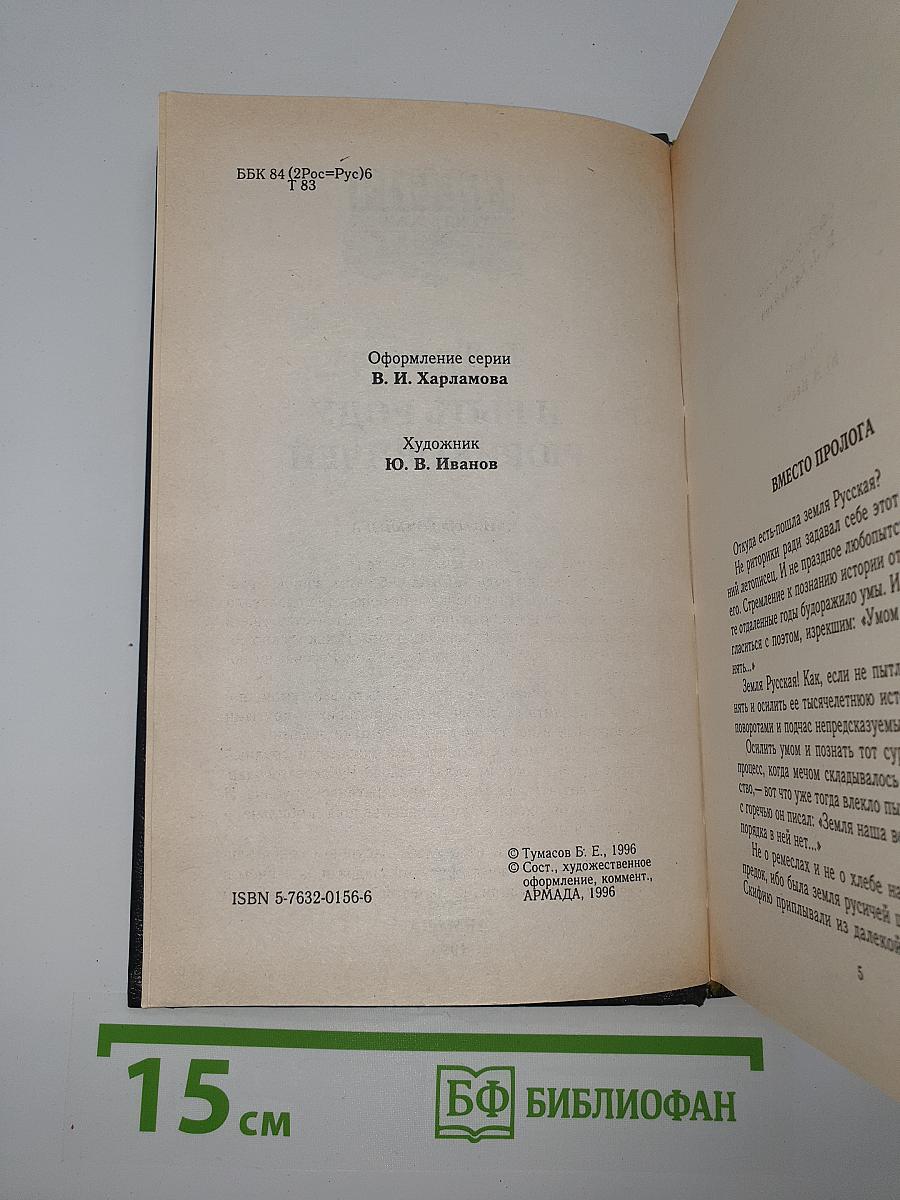 ББК 84 (2Рос=Рус)6
Т 83
Оформление серии
В. И. Харламова
Художник
Ю. В. Иванов
ISBN 5-7632-0156-6
© Тумасов Б. Е., 1996
© Сост., художественное
оформление, коммент.,
АРМАДА, 1996
ВМЕСТО ПРОЛОГА
Откуда есть-пошла земля Русская?
Не риторики ради задавал себе этот
ний летописец. И не праздное любопытс
его. Стремление к познанию истории от
те отдаленные годы будоражило умы. И
гласиться с поэтом, изрекшим: «Умом
нять...»
Земля Русская! Как, если не пытл
нять и осилить ее тысячелетнюю ист
поворотами и подчас непредсказуемы
Осилить умом и познать тот сур
процесс, когда мечом складывалось
ство,— вот что уже тогда влекло пы
с горечью он писал: «Земля наша ве
порядка в ней нет...»
Не о ремеслах и не о хлебе на
предок, ибо была земля русичей
Скифию приплывали из далекой
5
15 см
БФ БИБЛИОФАН